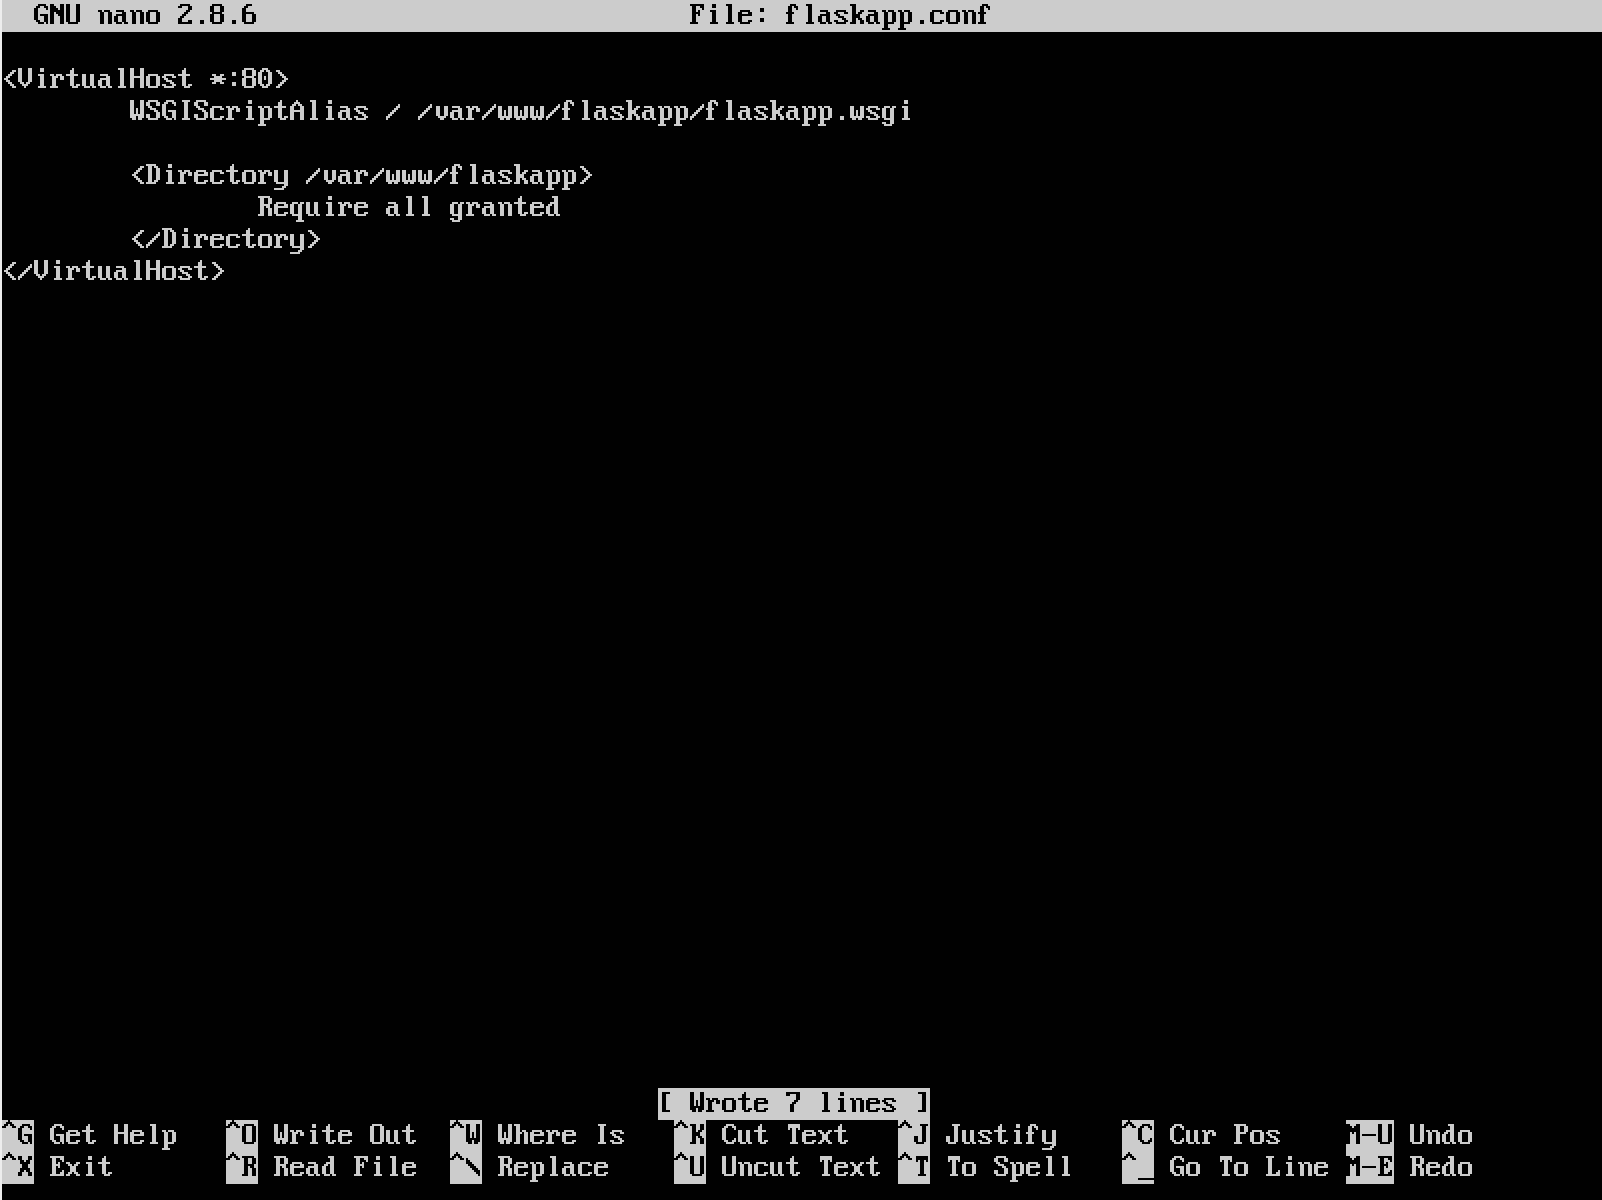 GNU nano 2.8.6 File: flaskapp.conf
<VirtualHost *:80>
WSGIScriptAlias / /var/www/flaskapp/flaskapp.wsgi
<Directory /var/www/flaskapp>
Require all granted
</Directory>
</VirtualHost>
[ Wrote 7 lines ]
^G Get Help ^O Write Out ^W Where Is ^K Cut Text ^J Justify ^C Cur Pos M-U Undo
^X Exit ^R Read File ^\ Replace ^U Uncut Text ^T To Spell ^_ Go To Line M-E Redo